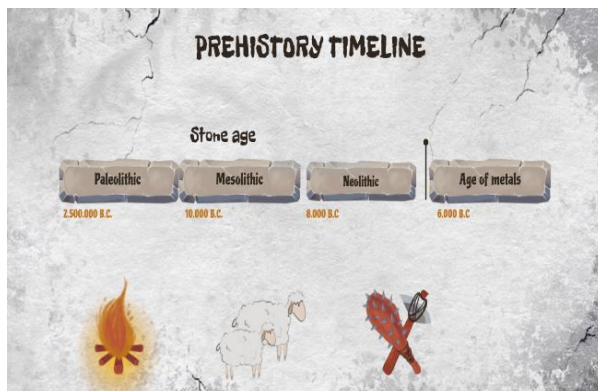 PREHISTORY TIMELINE
Stone age
Paleolithic
Mesolithic
Neolithic
Age of metals
2.500.000 B.C.
10.000 B.C.
8.000 B.C
6.000 B.C